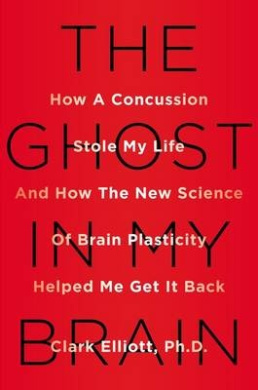 THE
How A Concussion
GHOST
Stole My Life
And How The New Science
IN MY
Of Brain Plasticity
Helped Me Get It Back
BRAIN
Clark Elliott, Ph.D.